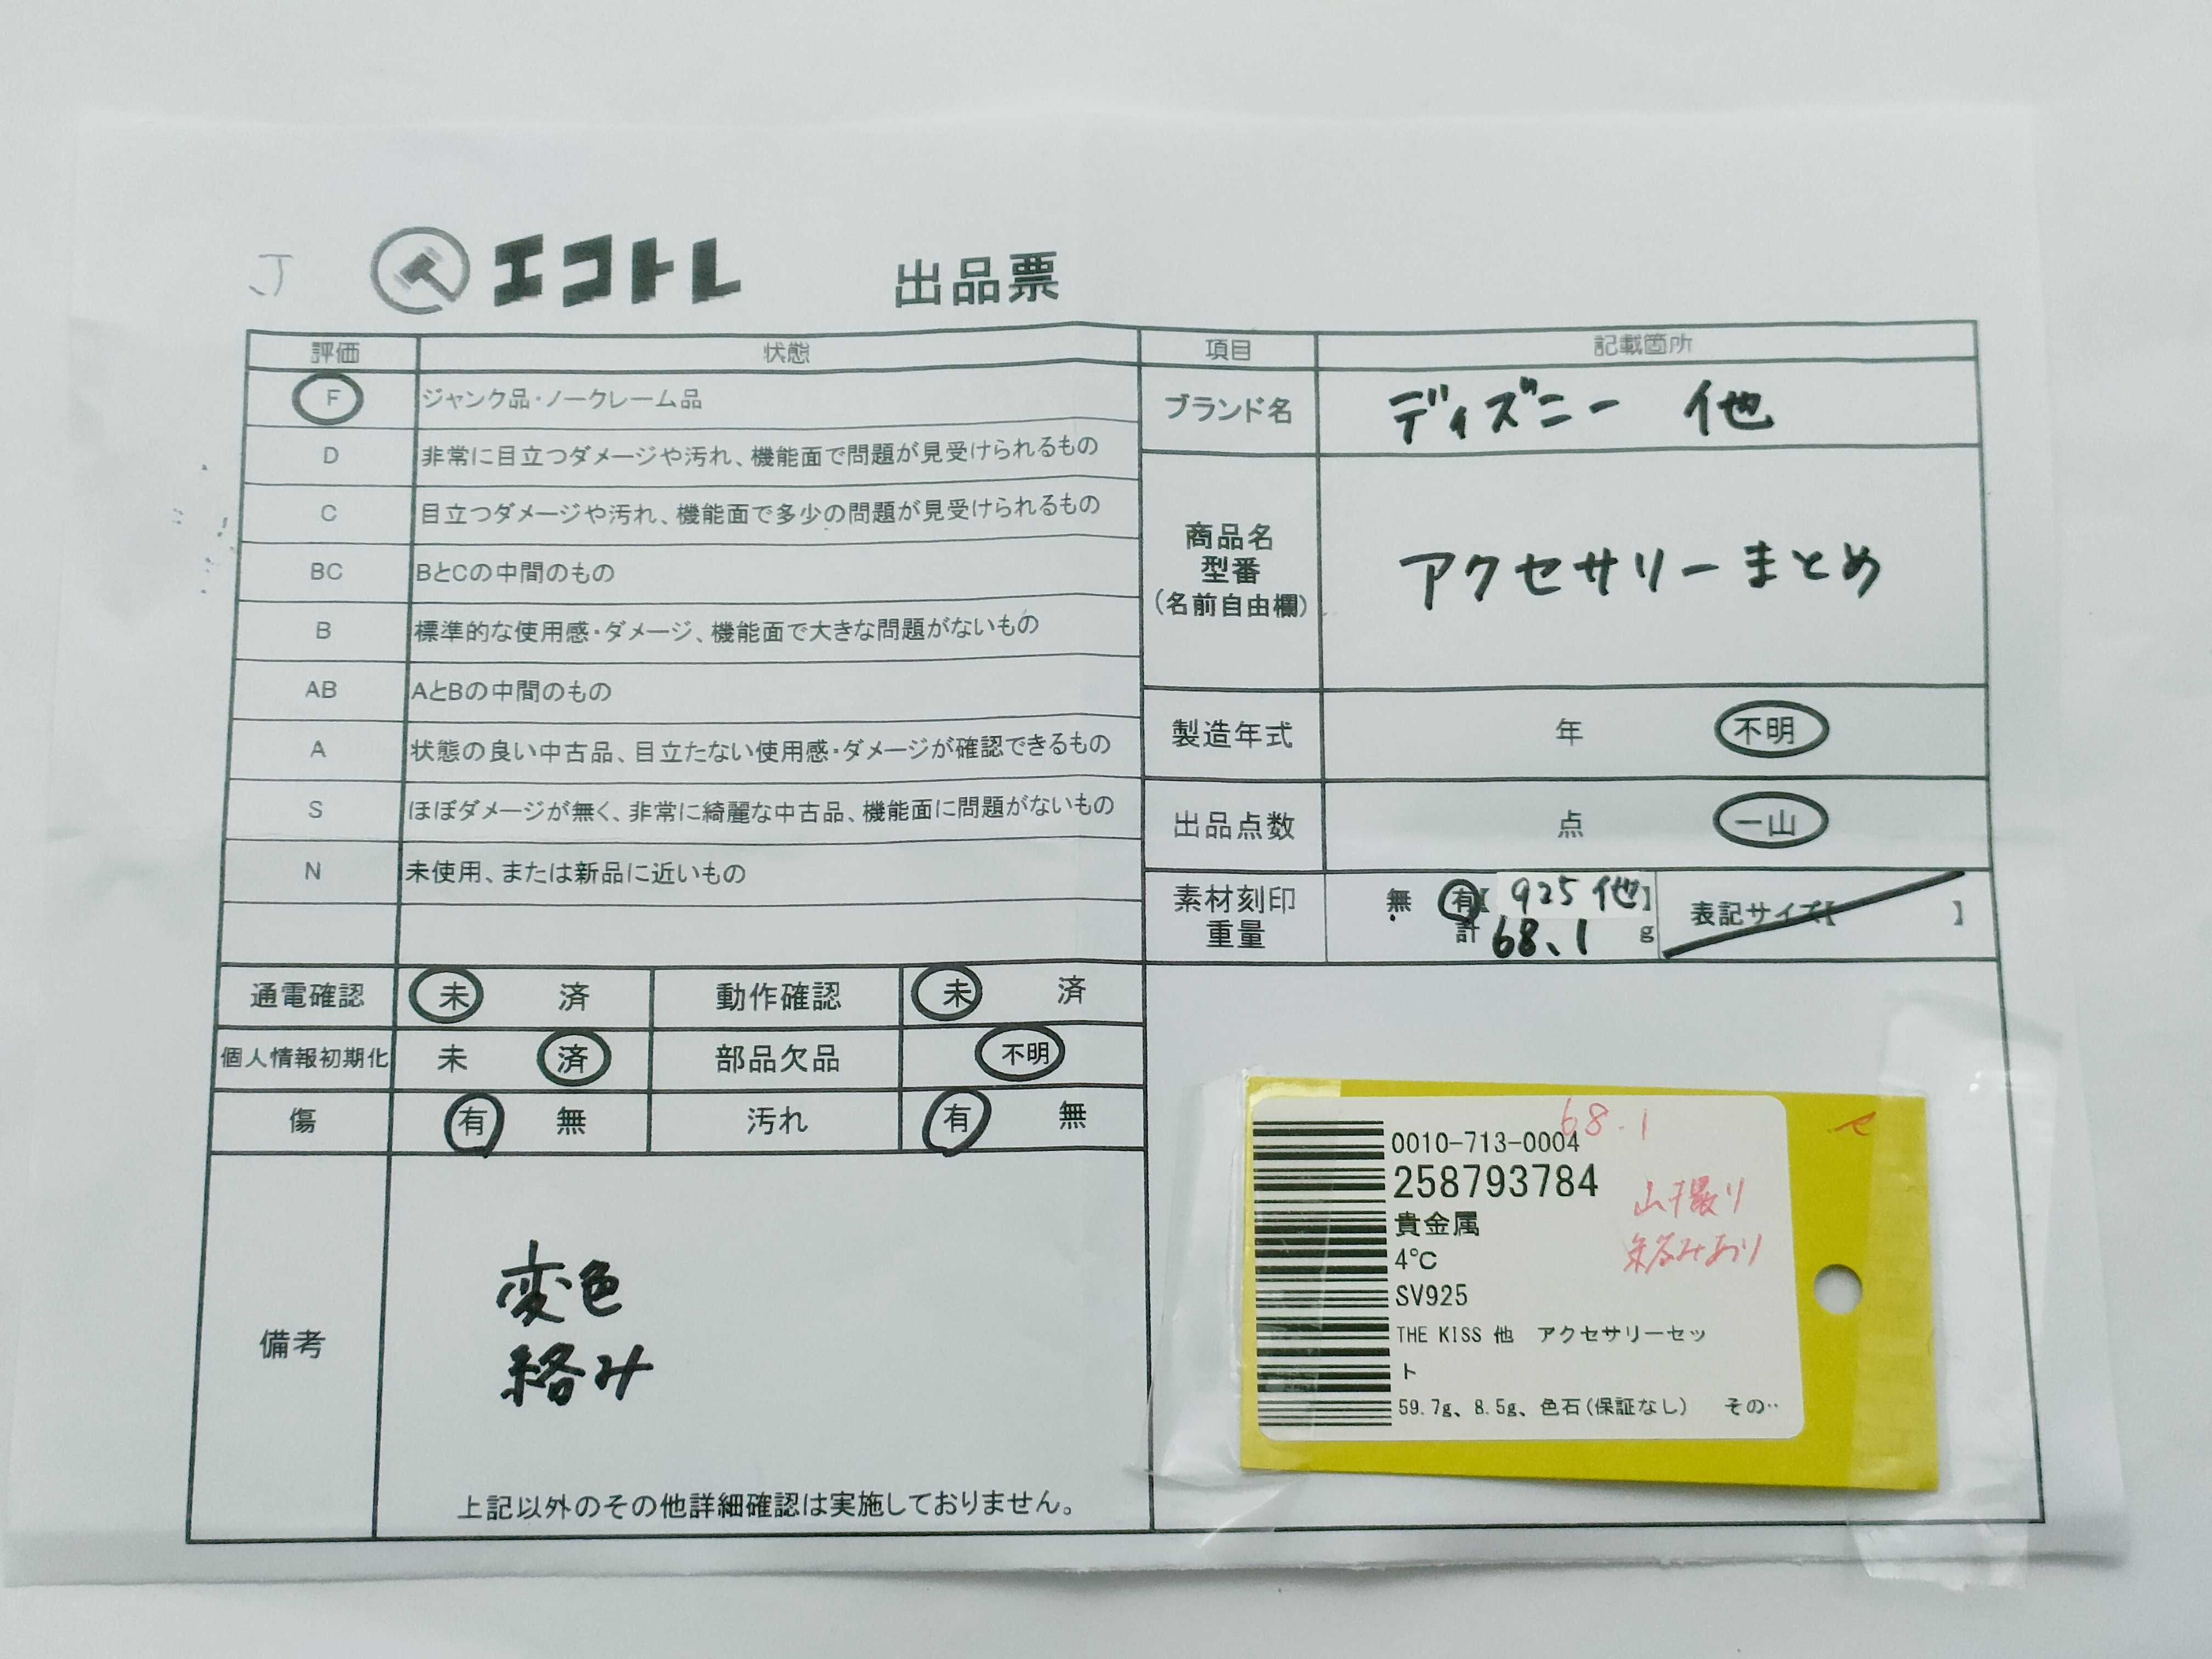 J
エコトレ 出品票
評価 状態
F ジャンク品・ノークレーム品
D 非常に目立つダメージや汚れ、機能面で問題が見受けられるもの
C 目立つダメージや汚れ、機能面で多少の問題が見受けられるもの
BC BとCの中間のもの
B 標準的な使用感・ダメージ、機能面で大きな問題がないもの
AB AとBの中間のもの
A 状態の良い中古品、目立たない使用感・ダメージが確認できるもの
S ほぼダメージが無く、非常に綺麗な中古品、機能面に問題がないもの
N 未使用、または新品に近いもの
通電確認 未 済 動作確認 未 済
個人情報初期化 未 済 部品欠品 不明
傷 有 無 汚れ 有 無
備考
変色
絡み
上記以外のその他詳細確認は実施しておりません。
項目 記載箇所
ブランド名 ディズニー 他
商品名
型番
(名前自由欄)
アクセサリーまとめ
製造年式 年 不明
出品点数 点 一山
素材刻印 無 有【 925 他】 表記サイズ【 】
重量 計 68.1 g
68.1
0010-713-0004
258793784
貴金属
4℃
SV925
THE KISS 他 アクセサリーセッ
ト
59.7g、8.5g、色石(保証なし) その‥
山撮り
絡みあり